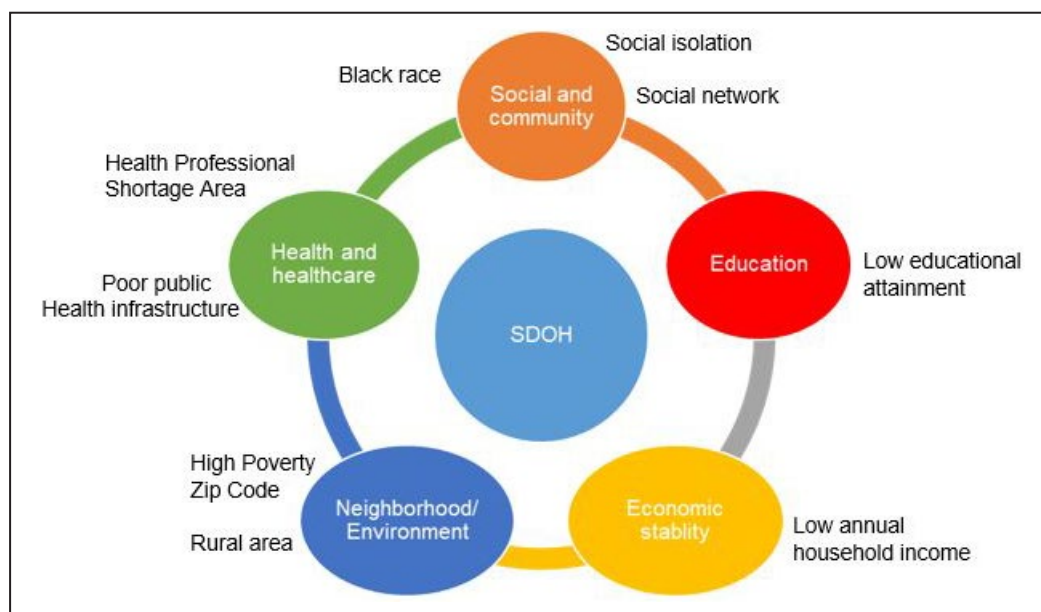 Social isolation
Black race
Social and
community
Social network
Health Professional
Shortage Area
Health and
healthcare
Poor public
Health infrastructure
Education
Low educational
attainment
SDOH
High Poverty
Zip Code
Rural area
Neighborhood/
Environment
Economic
stablity
Low annual
household income